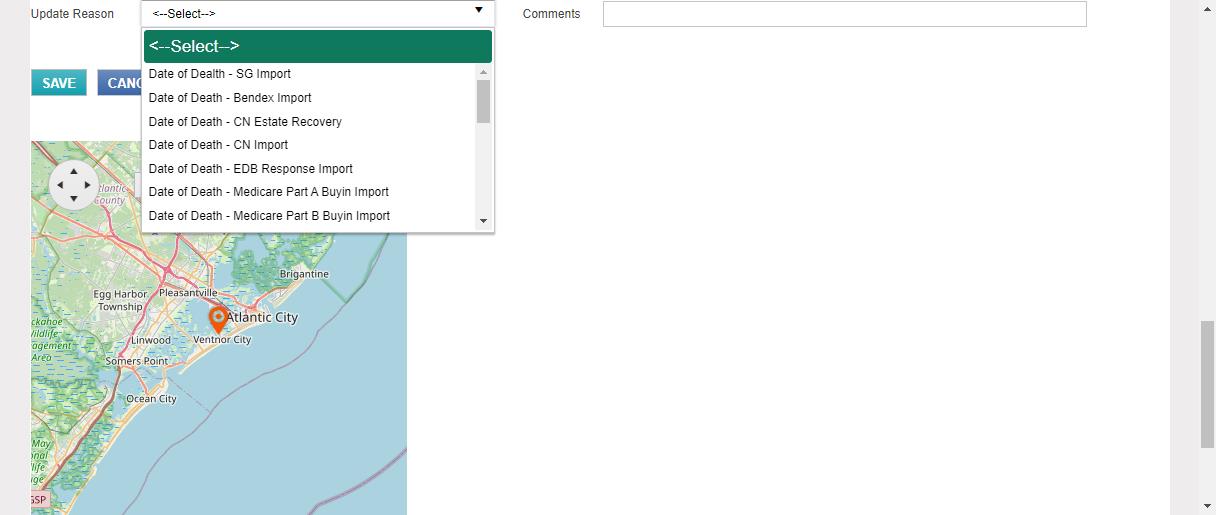 Update Reason
<--Select-->
Comments
<--Select-->
Date of Dealth - SG Import
Date of Death - Bendex Import
Date of Death - CN Estate Recovery
Date of Death - CN Import
Date of Death - EDB Response Import
Date of Death - Medicare Part A Buyin Import
Date of Death - Medicare Part B Buyin Import
SAVE
CANC
tlantic
County
Brigantine
Egg Harbor
Township
Pleasantville
Atlantic City
ckahoe
Wildlife
agement
Area
Linwood
Ventnor City
Somers Point
Ocean City
May
onal
life
ge
GSP